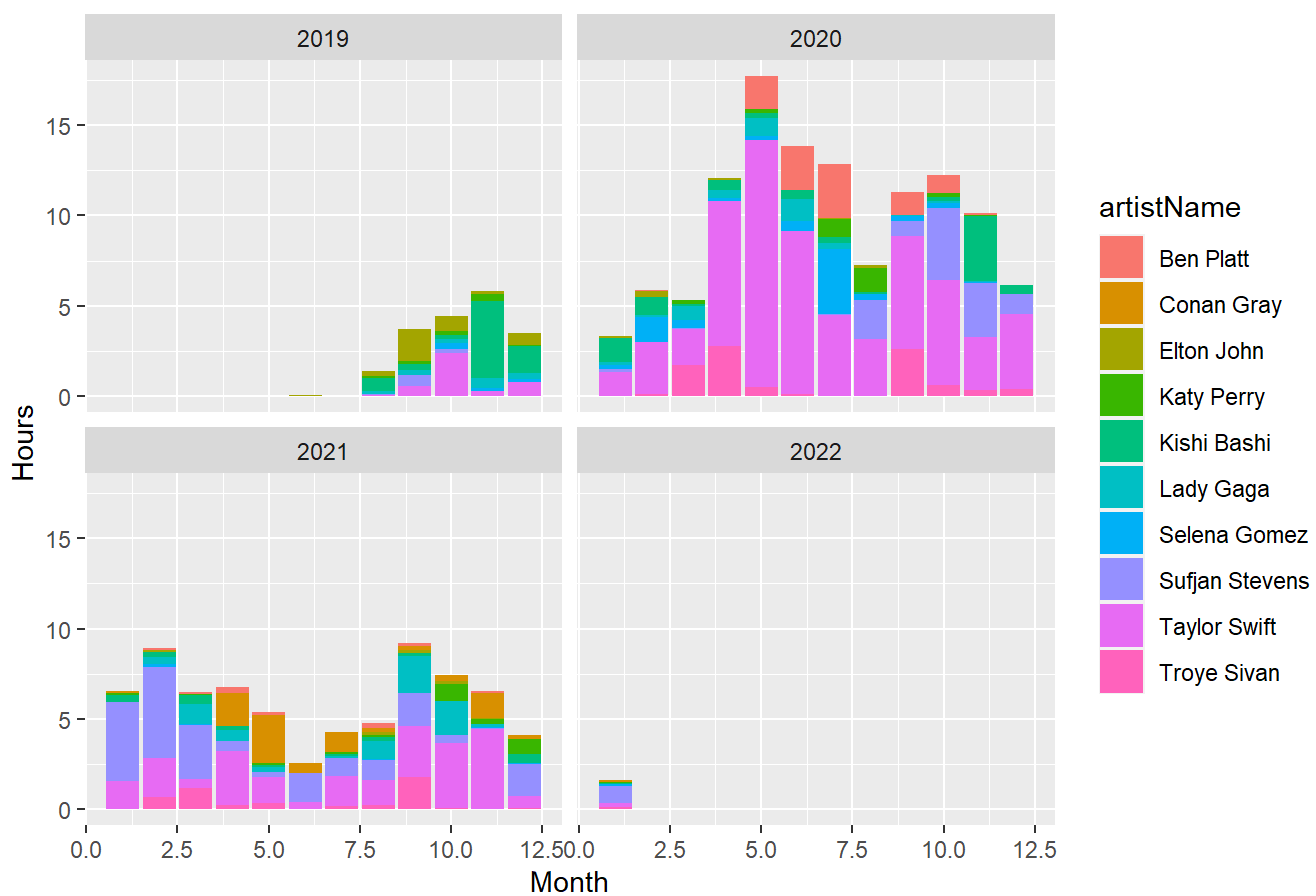 2019
2020
15
10
5
0
Hours
2021
2022
15
10
5
0
0.0 2.5 5.0 7.5 10.0 12.5 0.0 2.5 5.0 7.5 10.0 12.5
Month
artistName
Ben Platt
Conan Gray
Elton John
Katy Perry
Kishi Bashi
Lady Gaga
Selena Gomez
Sufjan Stevens
Taylor Swift
Troye Sivan